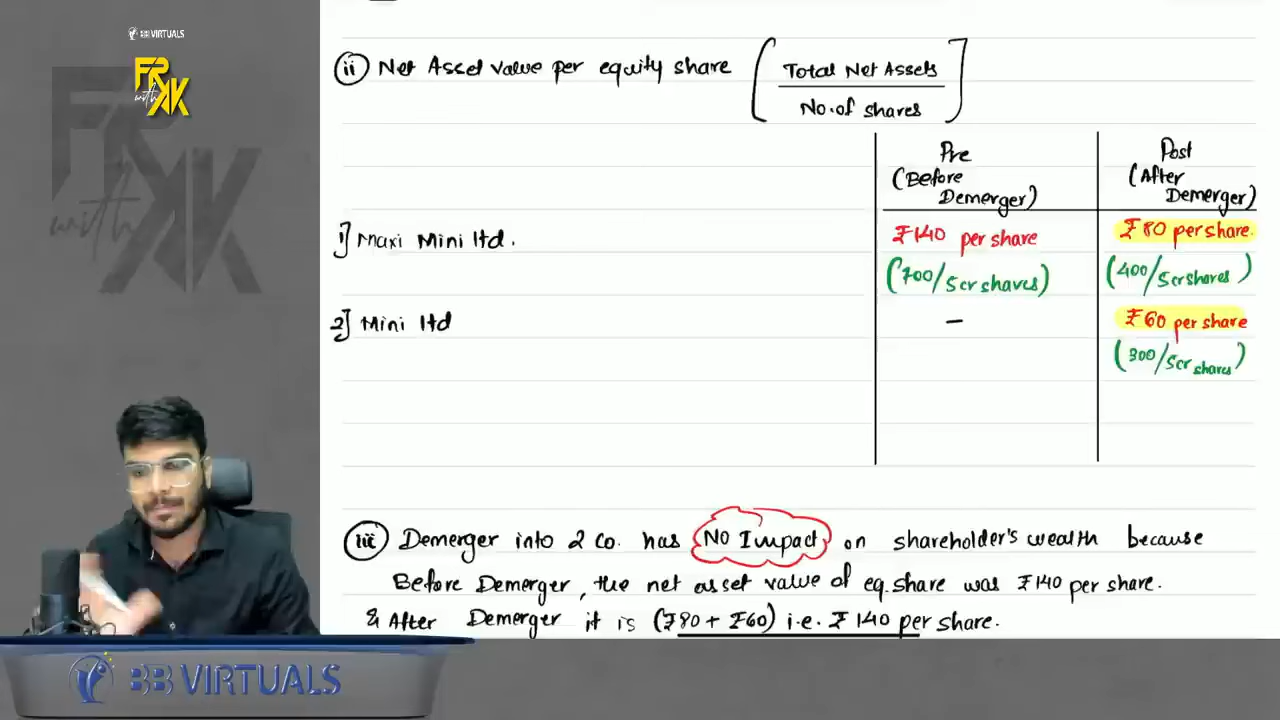 BB VIRTUALS
FR
with
AK
FR
with
AK
ii Net Asset value per equity share [ Total Net Assets
No. of shares ]
Pre
(Before
Demerger)
Post
(After
Demerger)
1] Maxi Mini ltd.
₹140 per share
₹80 per share.
(700/5cr shares)
(400/5cr shares)
2] Mini ltd
—
₹60 per share
(300/5cr shares)
iii Demerger into 2 Co. has No Impact on shareholder's wealth because
Before Demerger, the net asset value of eq. share was ₹140 per share.
& After Demerger it is (₹80 + ₹60) i.e. ₹140 per share.
BB VIRTUALS